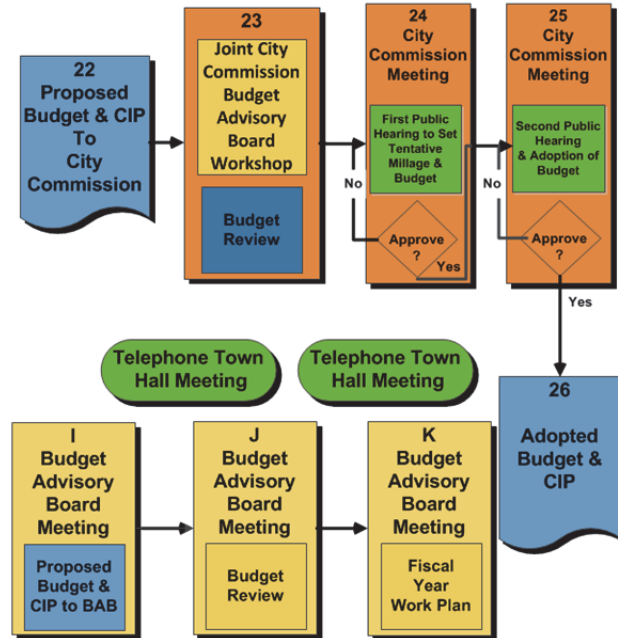 22
Proposed
Budget & CIP
To
City
Commission
23
Joint City
Commission
Budget
Advisory
Board
Workshop
Budget
Review
24
City
Commission
Meeting
First Public
Hearing to Set
Tentative
Millage &
Budget
No
Approve
?
Yes
25
City
Commission
Meeting
Second Public
Hearing
& Adoption of
Budget
No
Approve
?
Yes
26
Adopted
Budget &
CIP
Telephone Town
Hall Meeting
Telephone Town
Hall Meeting
I
Budget
Advisory
Board
Meeting
Proposed
Budget &
CIP to BAB
J
Budget
Advisory
Board
Meeting
Budget
Review
K
Budget
Advisory
Board
Meeting
Fiscal
Year
Work Plan